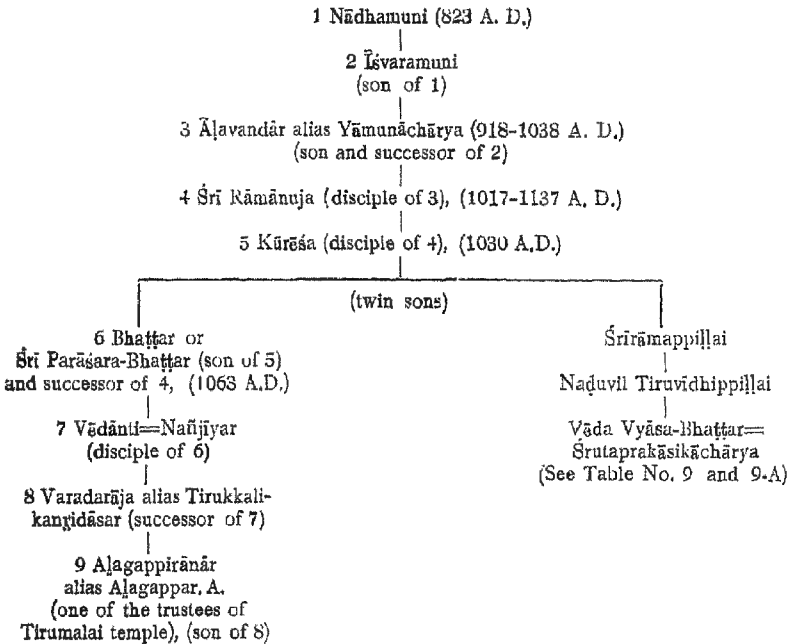 1 Nādhamuni (823 A. D.)
2 Īśvaramuni
(son of 1)
3 Āḷavandār alias Yāmunāchārya (918-1038 A. D.)
(son and successor of 2)
4 Śrī Rāmānuja (disciple of 3), (1017-1137 A. D.)
5 Kūrēśa (disciple of 4), (1030 A.D.)
(twin sons)
6 Bhaṭṭar or
Śrī Parāśara-Bhaṭṭar (son of 5)
and successor of 4, (1063 A.D.)
7 Vēdānti=Nañjīyar
(disciple of 6)
8 Varadarāja alias Tirukkali-
kaṉṟidāsar (successor of 7)
9 Aḷagappirānār
alias Aḷagappar. A.
(one of the trustees of
Tirumalai temple), (son of 8)
Śrīrāmappiḷḷai
Naḍuvil Tiruvīdhippiḷḷai
Vēda Vyāsa-Bhaṭṭar=
Śrutaprakāsikāchārya
(See Table No. 9 and 9-A)